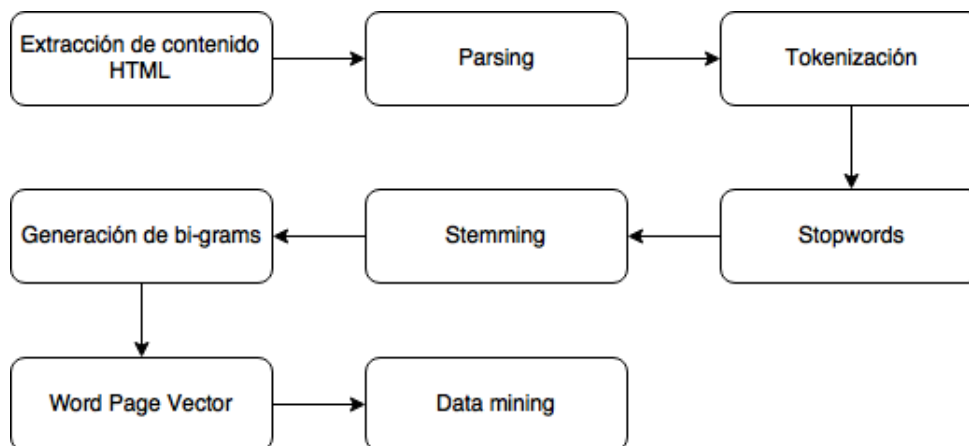 Extracción de contenido
HTML
Parsing
Tokenización
Stopwords
Stemming
Generación de bi-grams
Word Page Vector
Data mining